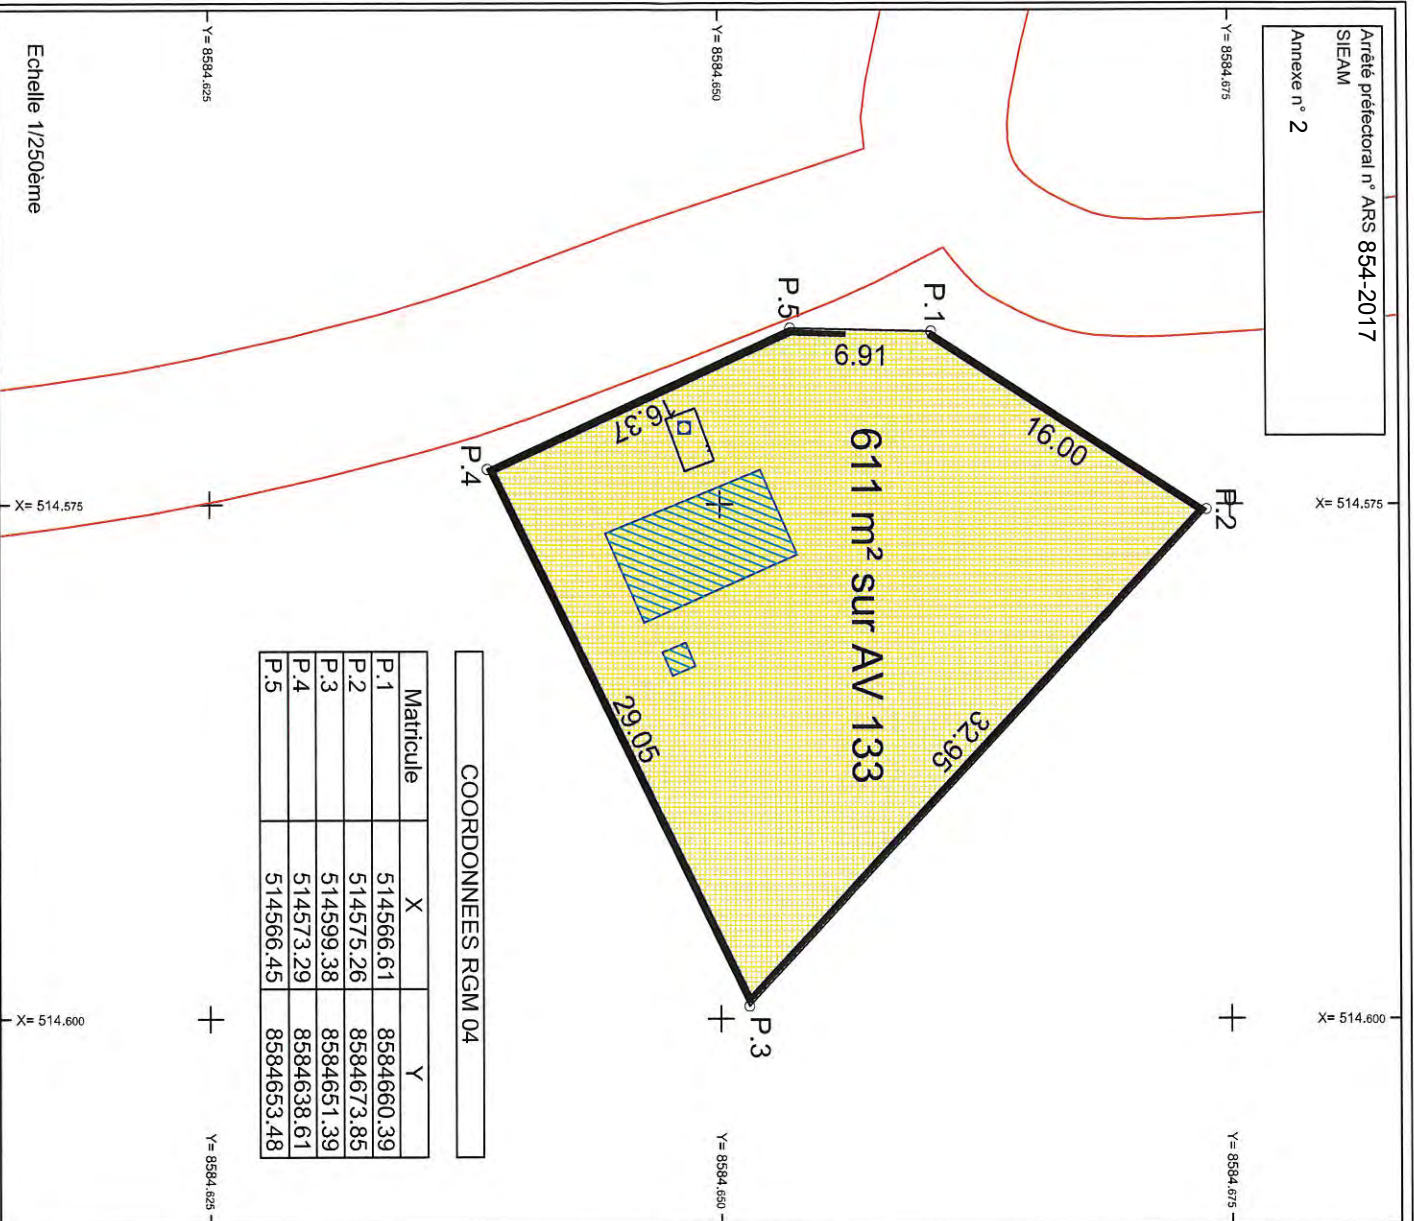 Arrêté préfectoral n° ARS 854-2017
SIEAM
Annexe n° 2
Y= 8584.675
Y= 8584.650
Y= 8584.625
X= 514.575
X= 514.600
X= 514.575
X= 514.600
Y= 8584.675
Y= 8584.650
Y= 8584.625
P.1
P.2
P.3
P.4
P.5
6.91
16.00
32.95
29.05
16.37
611 m² sur AV 133
COORDONNEES RGM 04
Matricule X Y
P.1 514566.61 8584660.39
P.2 514575.26 8584673.85
P.3 514599.38 8584651.39
P.4 514573.29 8584638.61
P.5 514566.45 8584653.48
Echelle 1/250ème